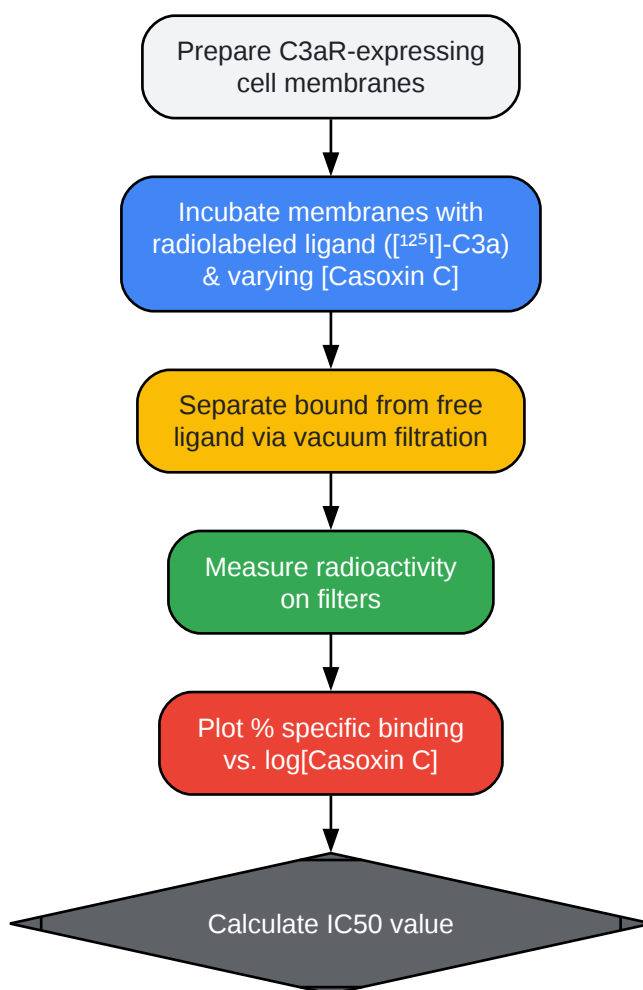 Prepare C3aR-expressing
cell membranes
Incubate membranes with
radiolabeled ligand ([¹²⁵I]-C3a)
& varying [Casoxin C]
Separate bound from free
ligand via vacuum filtration
Measure radioactivity
on filters
Plot % specific binding
vs. log[Casoxin C]
Calculate IC50 value